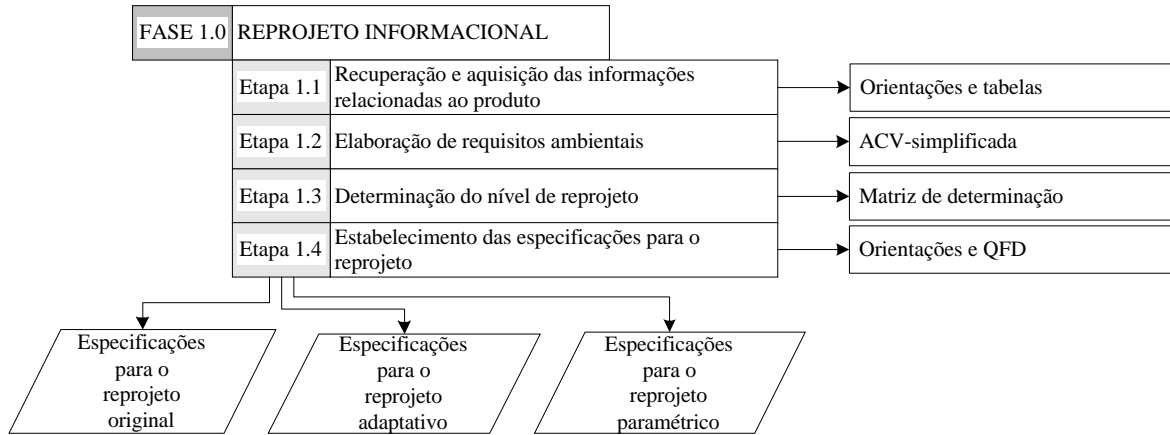 FASE 1.0 REPROJETO INFORMACIONAL
Etapa 1.1 Recuperação e aquisição das informações
relacionadas ao produto
Orientações e tabelas
Etapa 1.2 Elaboração de requisitos ambientais
ACV-simplificada
Etapa 1.3 Determinação do nível de reprojeto
Matriz de determinação
Etapa 1.4 Estabelecimento das especificações para o
reprojeto
Orientações e QFD
Especificações
para o
reprojeto
original
Especificações
para o
reprojeto
adaptativo
Especificações
para o
reprojeto
paramétrico